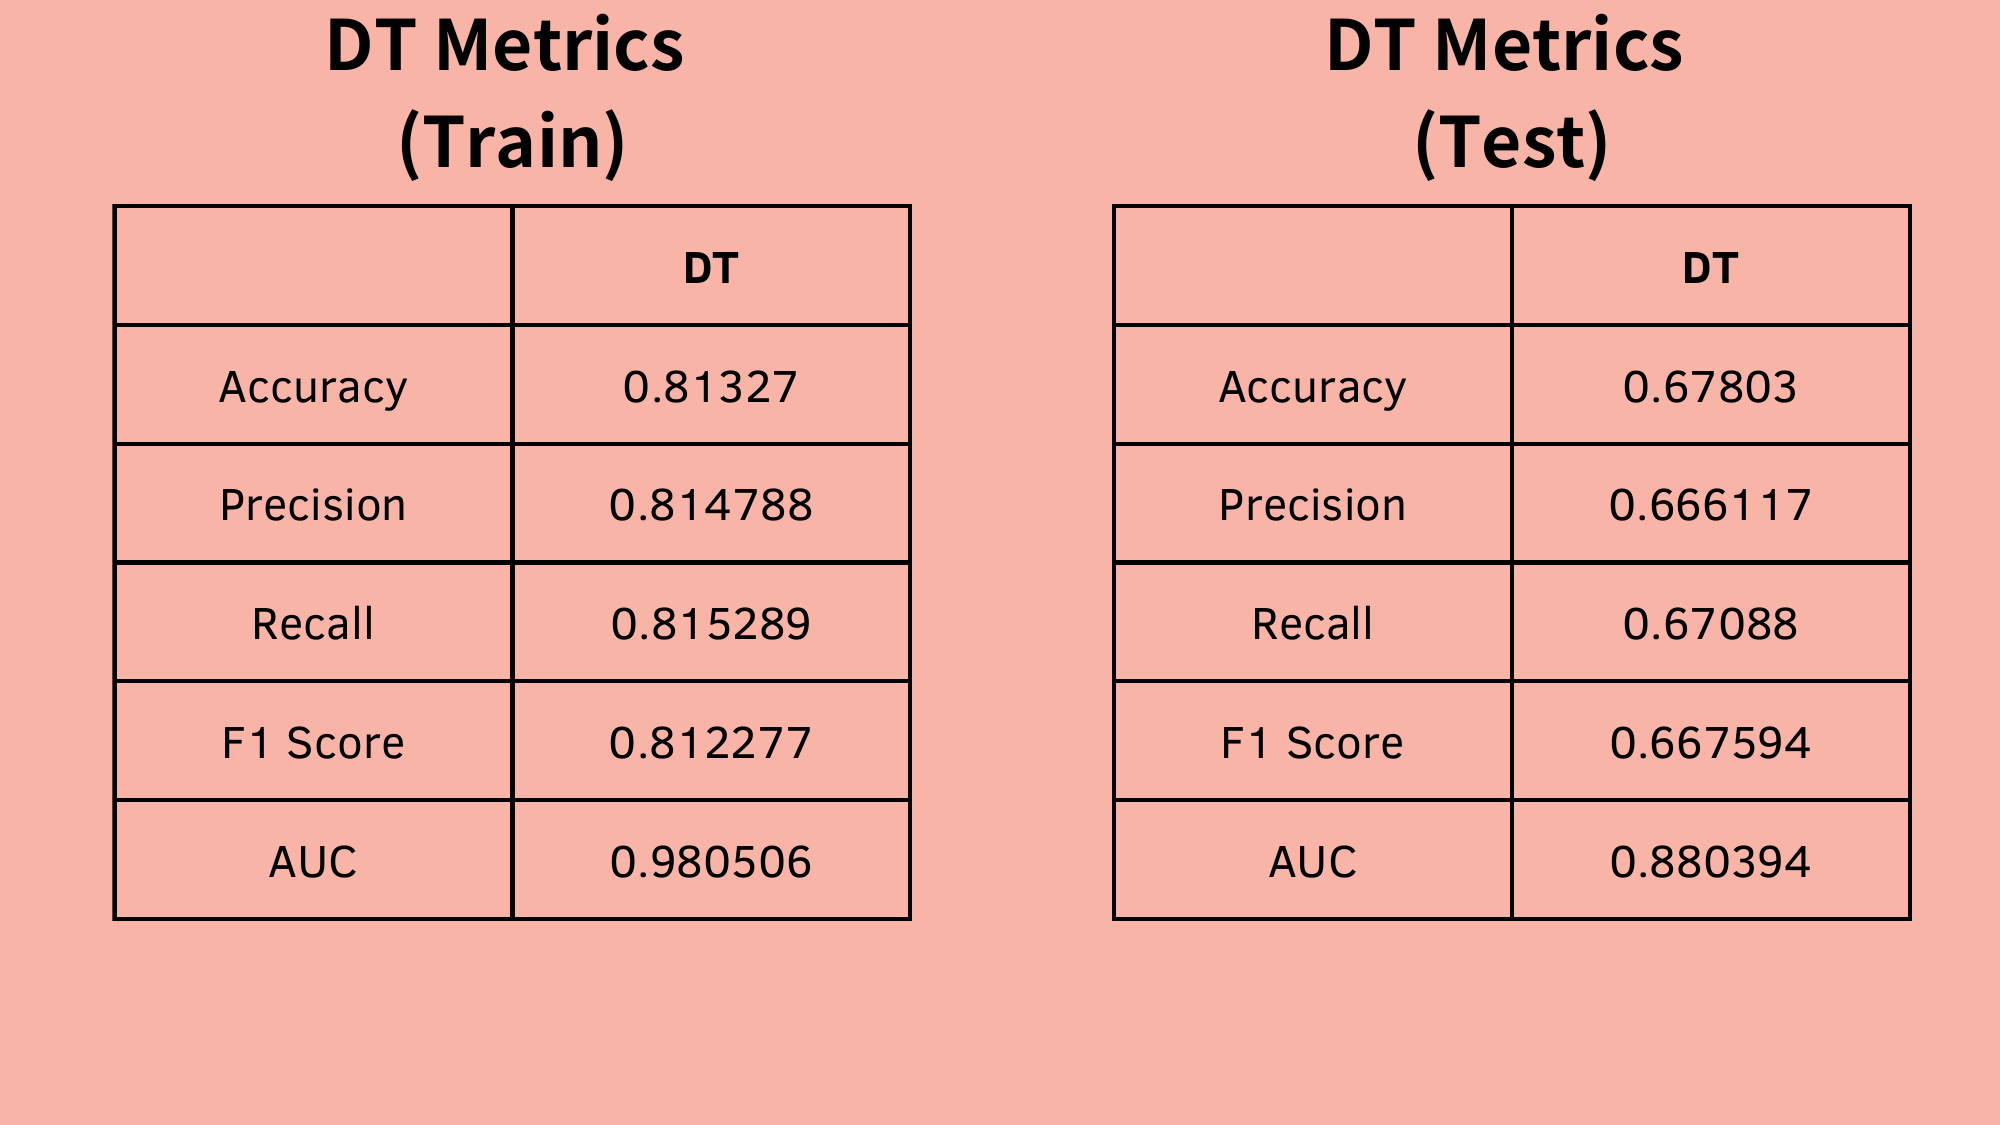 DT Metrics
(Train)
DT
Accuracy 0.81327
Precision 0.814788
Recall 0.815289
F1 Score 0.812277
AUC 0.980506
DT Metrics
(Test)
DT
Accuracy 0.67803
Precision 0.666117
Recall 0.67088
F1 Score 0.667594
AUC 0.880394